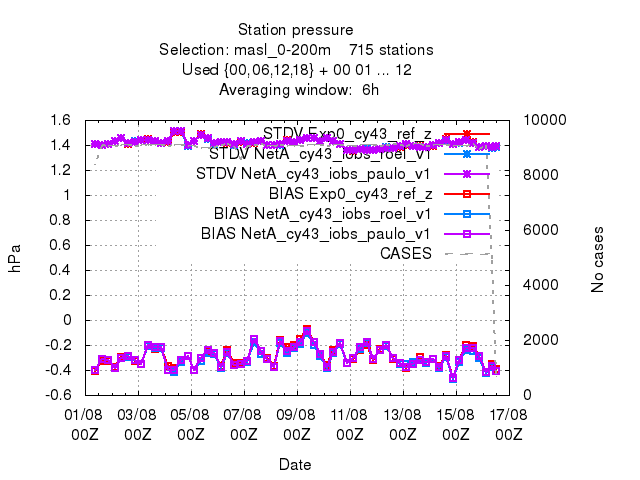 Station pressure
Selection: masl_0-200m 715 stations
Used {00,06,12,18} + 00 01 ... 12
Averaging window: 6h
1.6
1.4
1.2
1
0.8
0.6
0.4
0.2
0
-0.2
-0.4
-0.6
hPa
10000
8000
6000
4000
2000
0
No cases
STDV Exp0_cy43_ref_z
STDV NetA_cy43_iobs_roel_v1
STDV NetA_cy43_iobs_paulo_v1
BIAS Exp0_cy43_ref_z
BIAS NetA_cy43_iobs_roel_v1
BIAS NetA_cy43_iobs_paulo_v1
CASES
01/08 03/08 05/08 07/08 09/08 11/08 13/08 15/08 17/08
00Z 00Z 00Z 00Z 00Z 00Z 00Z 00Z 00Z
Date